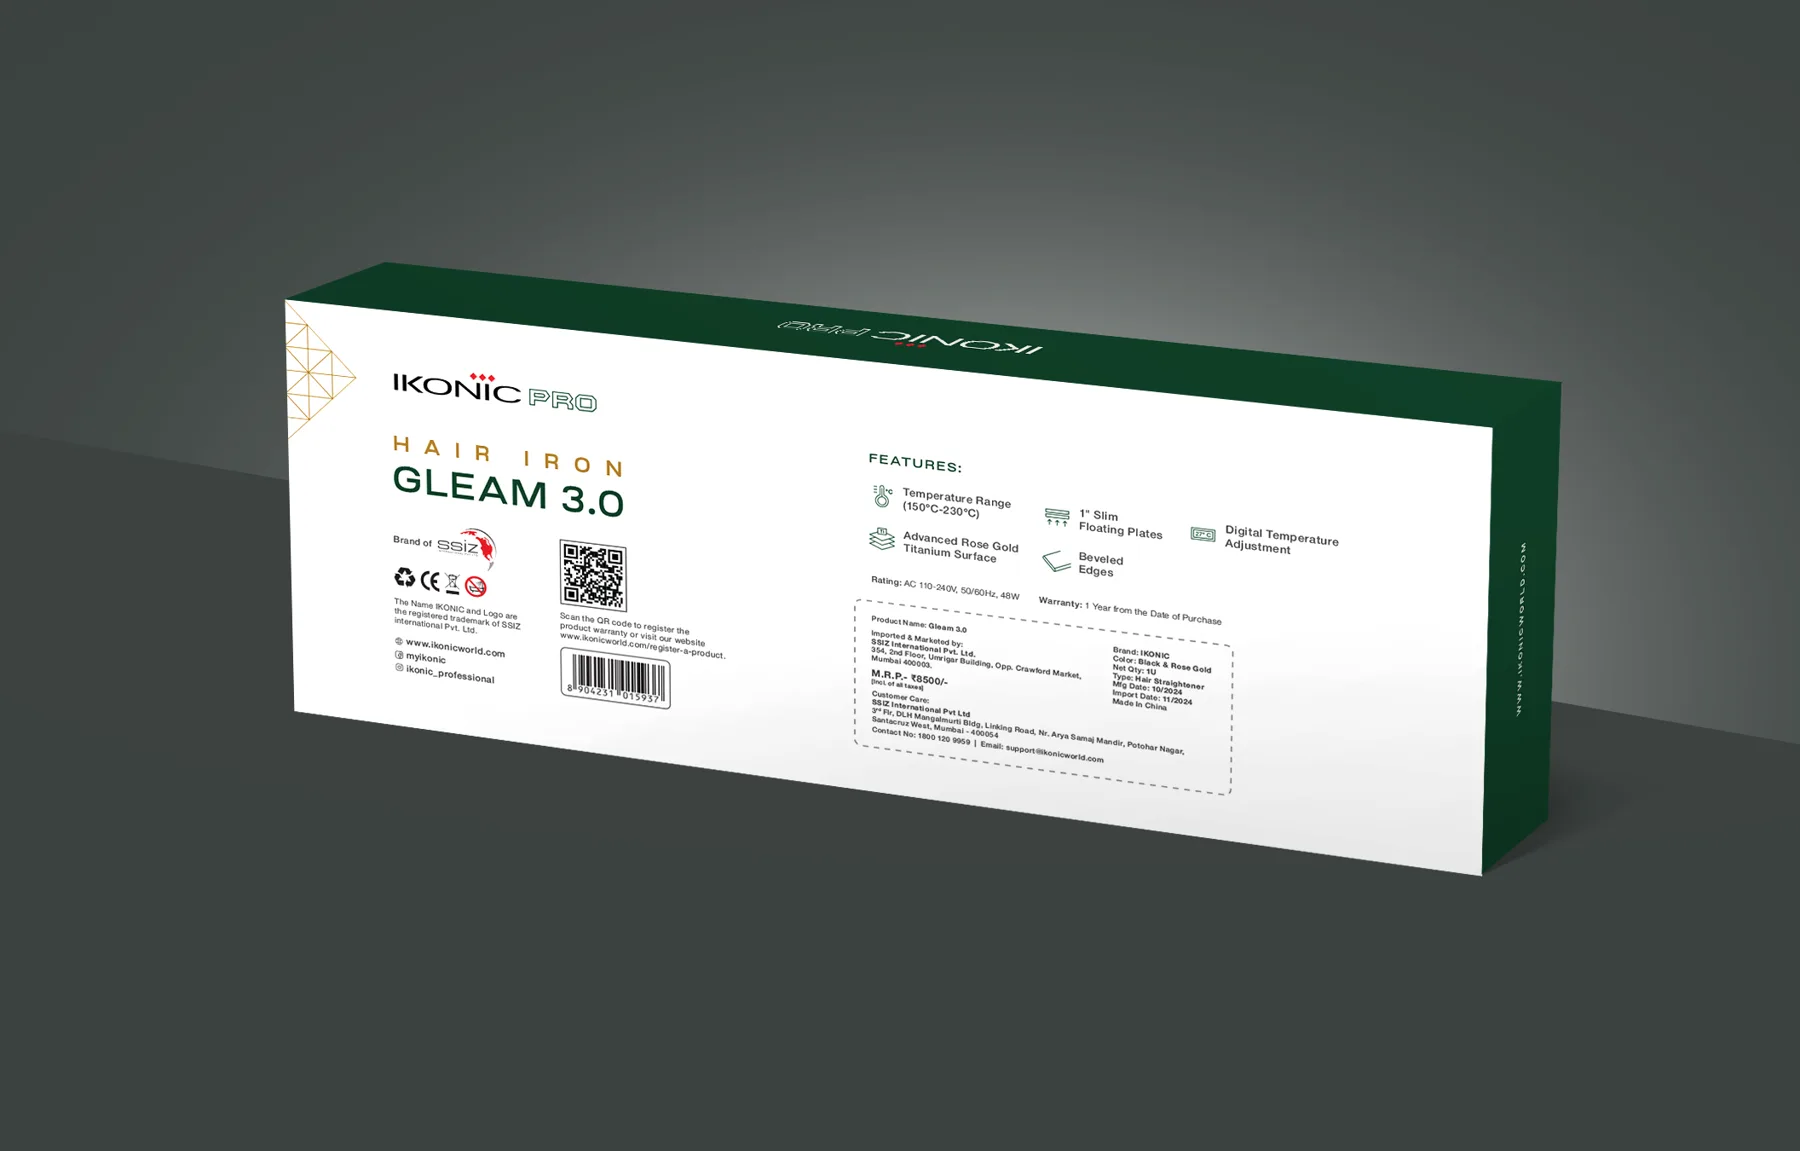 IKONIC PRO
IKONIC PRO
HAIR IRON
GLEAM 3.0
Brand of SSIZ
The Name IKONIC and Logo are
the registered trademark of SSIZ
international Pvt. Ltd.
www.ikonicworld.com
myikonic
ikonic_professional
Scan the QR code to register the
product warranty or visit our website
www.ikonicworld.com/register-a-product.
8 904231 015937
FEATURES:
Temperature Range
(150°C-230°C)
1" Slim
Floating Plates
Digital Temperature
Adjustment
Advanced Rose Gold
Titanium Surface
Beveled
Edges
Rating: AC 110-240V, 50/60Hz, 48W
Warranty: 1 Year from the Date of Purchase
Product Name: Gleam 3.0
Imported & Marketed by:
SSIZ International Pvt. Ltd.
354, 2nd Floor, Umrigar Building, Opp. Crawford Market,
Mumbai 400003.
M.R.P.- ₹8500/-
(incl. of all taxes)
Customer Care:
SSIZ International Pvt Ltd
3rd Flr, DLH Mangalmurti Bldg, Linking Road, Nr. Arya Samaj Mandir, Potohar Nagar,
Santacruz West, Mumbai - 400054
Contact No: 1800 120 9959 | Email: support@ikonicworld.com
Brand: IKONIC
Color: Black & Rose Gold
Net Qty: 1U
Type: Hair Straightener
Mfg Date: 10/2024
Import Date: 11/2024
Made In China
WWW.IKONICWORLD.COM